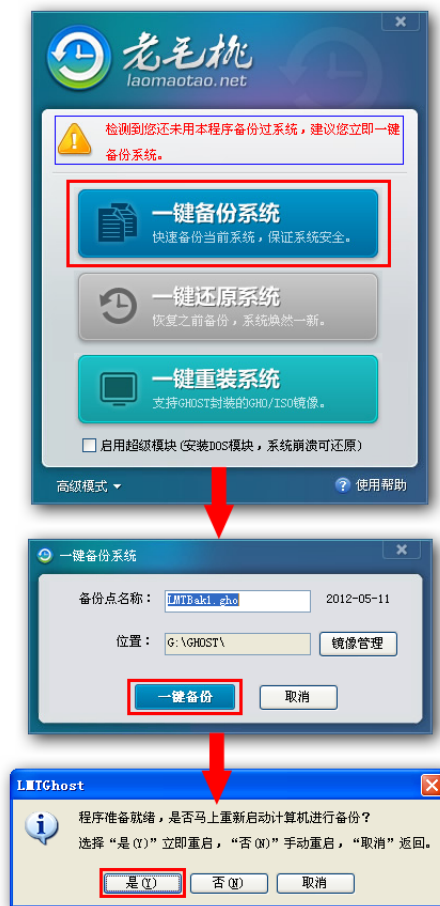 老毛桃
laomaotao.net
检测到您还未用本程序备份过系统，建议您立即一键
备份系统。
一键备份系统
快速备份当前系统，保证系统安全。
一键还原系统
恢复之前备份，系统焕然一新。
一键重装系统
支持GHOST封装的GHO/ISO镜像。
启用超级模块(安装DOS模块，系统崩溃可还原)
高级模式 使用帮助
一键备份系统
备份点名称： LMTBak1.gho 2012-05-11
位置： G:\GHOST\ 镜像管理
一键备份 取消
LMTGhost
程序准备就绪，是否马上重新启动计算机进行备份？
选择“是(Y)”立即重启，“否(N)”手动重启，“取消”返回。
是(Y) 否(N) 取消